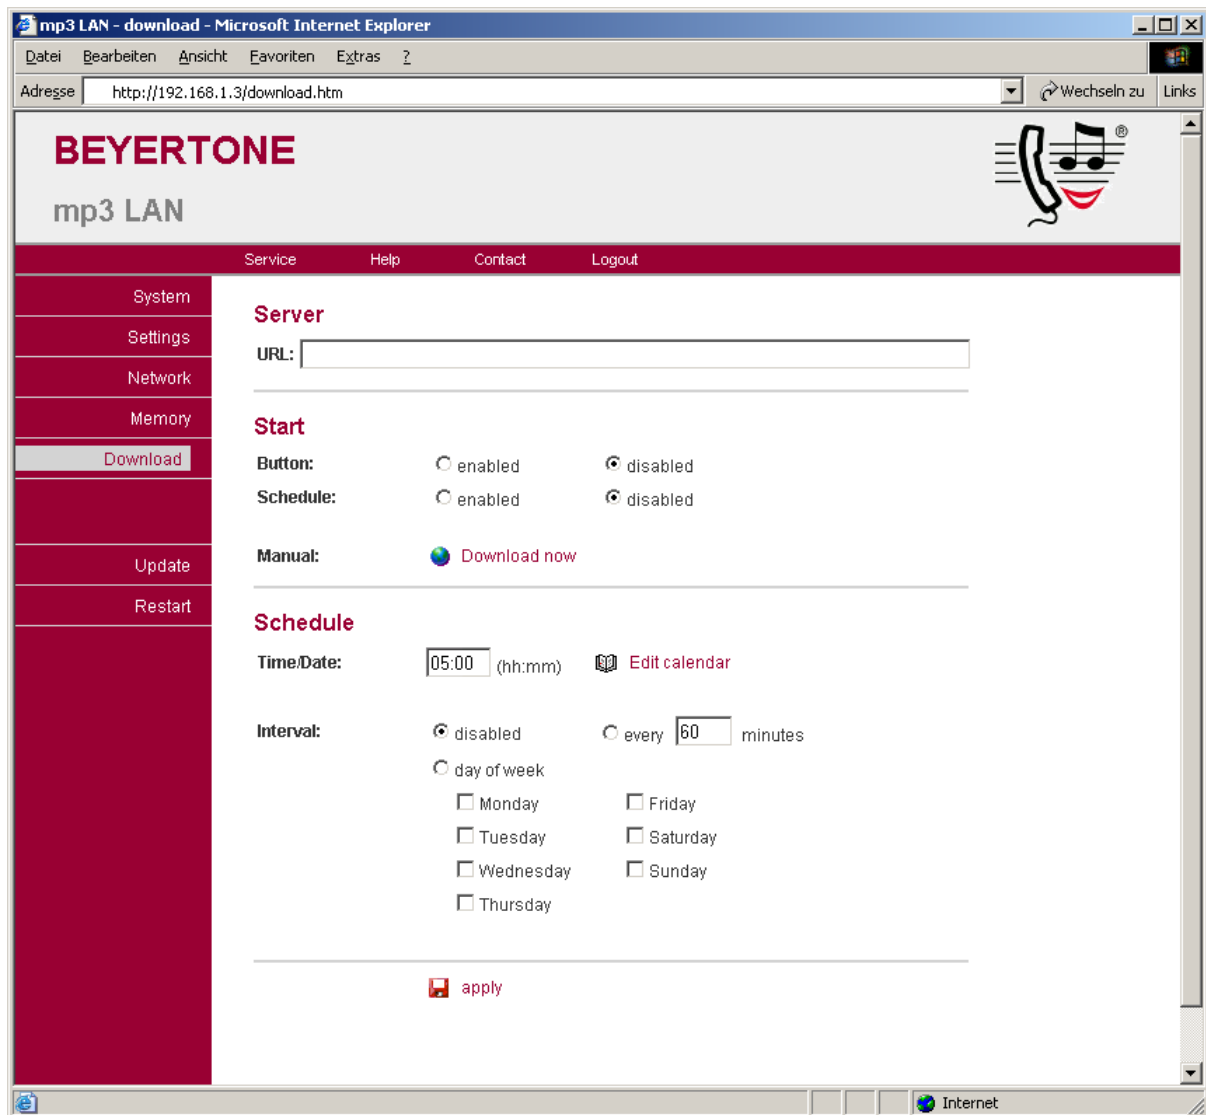 mp3 LAN - download - Microsoft Internet Explorer
Datei Bearbeiten Ansicht Favoriten Extras ?
Adresse http://192.168.1.3/download.htm Wechseln zu Links
BEYERTONE
®
mp3 LAN
Service Help Contact Logout
System
Settings
Network
Memory
Download
Update
Restart
Server
URL:
Start
Button: enabled disabled
Schedule: enabled disabled
Manual: Download now
Schedule
Time/Date: 05:00 (hh:mm) Edit calendar
Interval: disabled every 60 minutes
day of week
Monday Friday
Tuesday Saturday
Wednesday Sunday
Thursday
apply
Internet